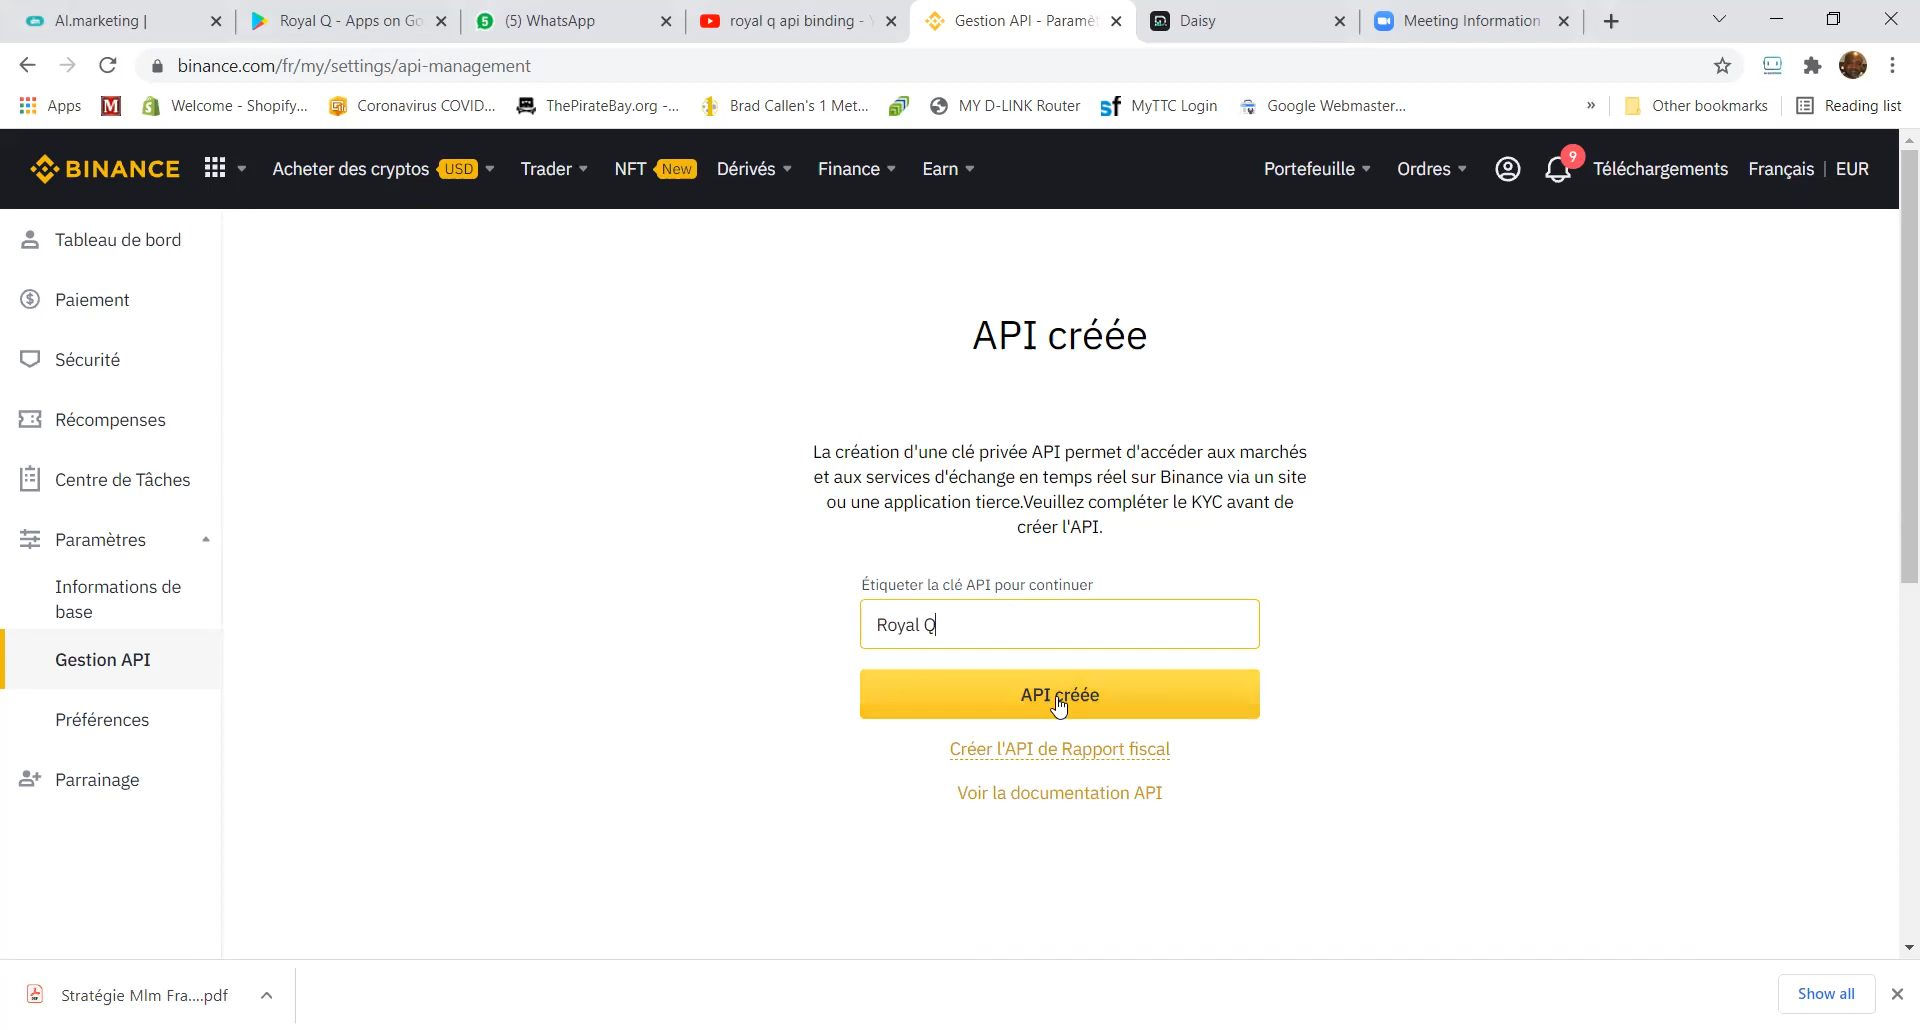 AI.marketing |
Royal Q - Apps on Go
5
(5) WhatsApp
royal q api binding - Y
Gestion API - Paramèt
Daisy
Meeting Information
binance.com/fr/my/settings/api-management
Apps
M
Welcome - Shopify...
Coronavirus COVID...
ThePirateBay.org -...
Brad Callen's 1 Met...
MY D-LINK Router
sf
MyTTC Login
Google Webmaster...
»
Other bookmarks
Reading list
BINANCE
Acheter des cryptos
USD
Trader
NFT
New
Dérivés
Finance
Earn
Portefeuille
Ordres
9
Téléchargements
Français | EUR
Tableau de bord
Paiement
Sécurité
Récompenses
Centre de Tâches
Paramètres
Informations de
base
Gestion API
Préférences
Parrainage
API créée
La création d'une clé privée API permet d'accéder aux marchés
et aux services d'échange en temps réel sur Binance via un site
ou une application tierce.Veuillez compléter le KYC avant de
créer l'API.
Étiqueter la clé API pour continuer
Royal Q
API créée
Créer l'API de Rapport fiscal
Voir la documentation API
Stratégie Mlm Fra....pdf
Show all